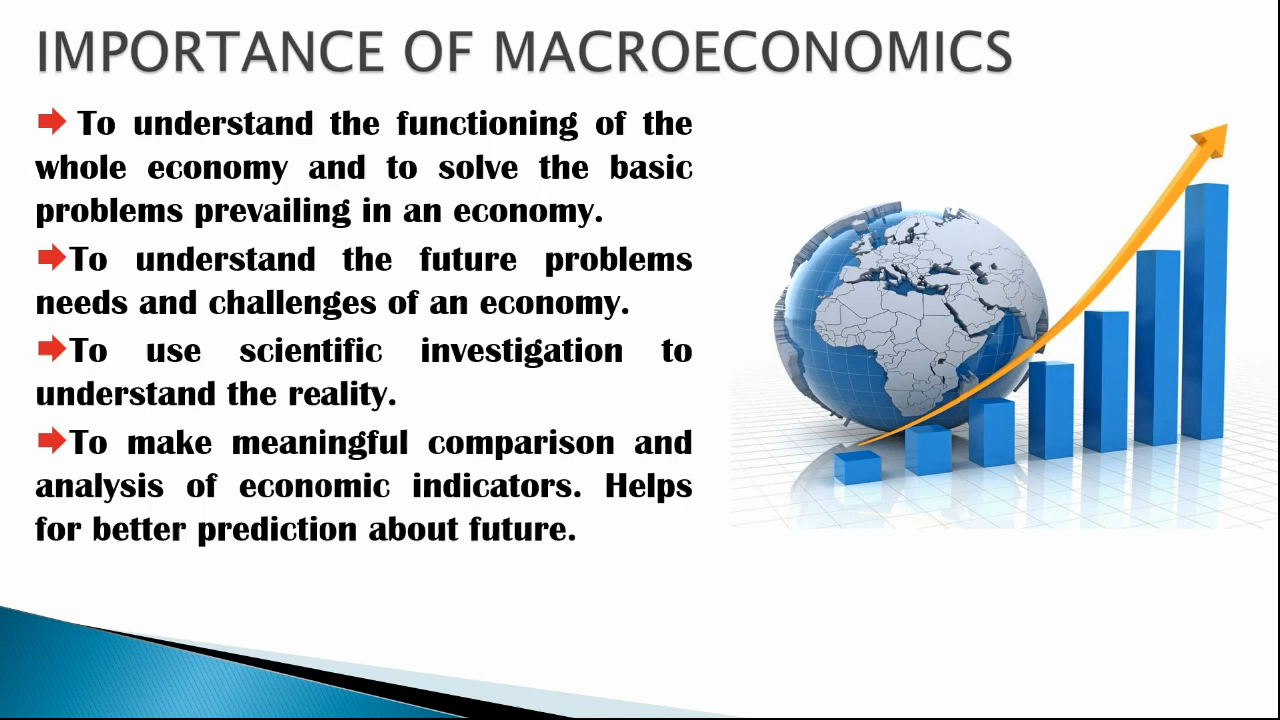 IMPORTANCE OF MACROECONOMICS
To understand the functioning of the
whole economy and to solve the basic
problems prevailing in an economy.
To understand the future problems
needs and challenges of an economy.
To use scientific investigation to
understand the reality.
To make meaningful comparison and
analysis of economic indicators. Helps
for better prediction about future.